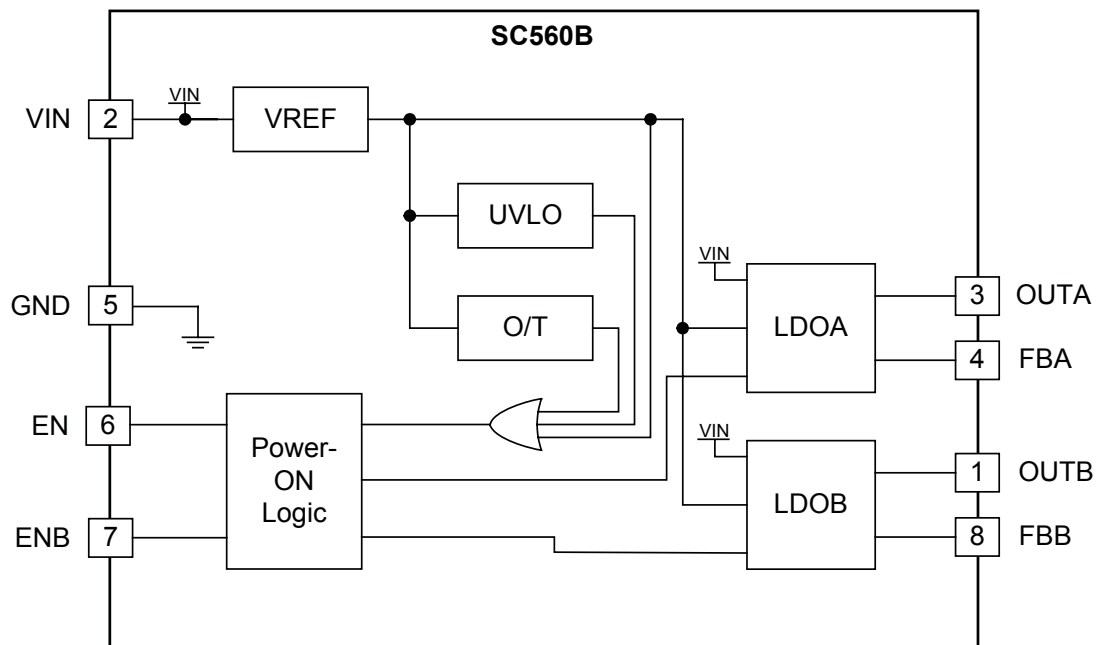 SC560B
VIN
2
VIN
VREF
UVLO
VIN
GND
5
O/T
LDOA
3
OUTA
4
FBA
EN
6
Power-
ON
Logic
VIN
LDOB
1
OUTB
ENB
7
8
FBB